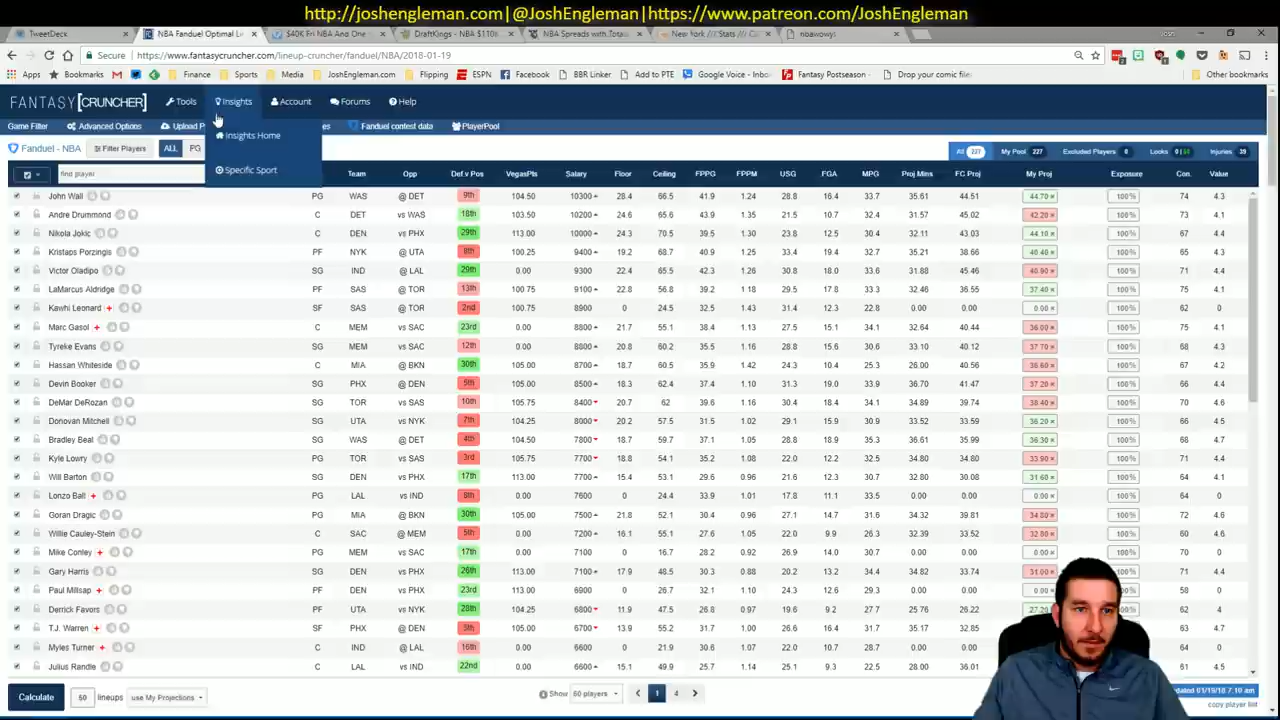 http://joshengleman.com|@JoshEngleman|https://www.patreon.com/JoshEngleman
TweetDeck NBA Fanduel Optimal Li $40K Fri NBA And One DraftKings - NBA $110K NBA Spreads with Totals New York /// Stats /// C nbawowy! Josh
Secure https://www.fantasycruncher.com/lineup-cruncher/fanduel/NBA/2018-01-19
Apps Bookmarks Finance Sports Media JoshEngleman.com Flipping ESPN Facebook BBR Linker Add to PTE Google Voice - Inbo Fantasy Postseason - Drop your comic files Other bookmarks
FANTASY [CRUNCHER] Tools Insights Account Forums Help
Insights Home
Specific Sport
Game Filter Advanced Options Upload P es Fanduel contest data PlayerPool
Fanduel - NBA Filter Players ALL PG All 227 My Pool 227 Excluded Players 0 Locks Injuries 39
find player Team Opp Def v Pos VegasPts Salary Floor Ceiling FPPG FPPM USG FGA MPG Proj Mins FC Proj My Proj Exposure Con. Value
John Wall PG WAS @ DET 9th 104.50 10300 28.4 66.5 41.9 1.24 28.8 16.4 33.7 35.61 44.51 44.70 100% 74 4.3
Andre Drummond C DET vs WAS 18th 103.50 10200 24.6 65.6 43.9 1.35 21.5 10.7 32.4 31.57 45.02 42.20 100% 73 4.1
Nikola Jokic C DEN vs PHX 29th 113.00 10000 24.3 70.5 39.5 1.30 23.8 12.5 30.4 32.11 43.03 44.10 100% 67 4.4
Kristaps Porzingis PF NYK @ UTA 8th 100.25 9400 19.2 68.7 40.9 1.25 33.4 19.4 32.7 35.21 38.66 40.40 100% 65 4.3
Victor Oladipo SG IND @ LAL 29th 0.00 9300 22.4 65.5 42.3 1.26 30.8 18.0 33.6 31.88 45.46 40.90 100% 71 4.4
LaMarcus Aldridge PF SAS @ TOR 13th 100.75 9100 22.8 56.8 39.2 1.18 29.5 17.8 33.3 32.46 36.55 37.40 100% 75 4.1
Kawhi Leonard SF SAS @ TOR 2nd 100.75 8900 0 24.5 32.5 1.43 31.4 12.3 22.8 0.00 0.00 0.00 100% 62 0
Marc Gasol C MEM vs SAC 23rd 0.00 8800 21.7 55.1 38.4 1.13 27.5 15.1 34.1 32.64 40.44 36.00 100% 75 4.1
Tyreke Evans SG MEM vs SAC 12th 0.00 8800 20.8 60.2 35.5 1.16 28.8 15.6 30.6 33.10 40.12 37.70 100% 68 4.3
Hassan Whiteside C MIA @ BKN 30th 105.00 8700 18.7 60.5 35.9 1.42 24.3 10.4 25.3 26.00 40.56 36.60 100% 67 4.2
Devin Booker SG PHX @ DEN 5th 105.00 8500 18.3 62.4 37.4 1.10 31.3 19.0 33.9 36.70 41.47 37.20 100% 66 4.4
DeMar DeRozan SG TOR vs SAS 10th 105.75 8400 20.7 62 39.6 1.16 30.4 18.4 34.1 34.89 39.74 38.40 100% 70 4.6
Donovan Mitchell SG UTA vs NYK 7th 104.25 8000 20.2 57.5 31.5 1.02 29.1 15.9 30.9 33.52 33.59 36.20 100% 66 4.5
Bradley Beal SG WAS @ DET 4th 104.50 7800 18.7 59.7 37.1 1.05 28.8 18.9 35.3 36.61 35.99 36.30 100% 68 4.7
Kyle Lowry PG TOR vs SAS 3rd 105.75 7700 18.8 54.1 35.2 1.08 22.0 12.2 32.5 34.80 34.80 33.90 100% 71 4.4
Will Barton SG DEN vs PHX 17th 113.00 7700 15.4 53.1 29.6 0.96 21.6 12.3 30.7 32.80 30.08 31.60 100% 64 4.1
Lonzo Ball PG LAL vs IND 8th 0.00 7600 0 24.4 33.9 1.01 17.8 11.1 33.5 0.00 0.00 0.00 100% 64 0
Goran Dragic PG MIA @ BKN 30th 105.00 7500 21.8 52.1 30.4 0.96 27.1 14.7 31.6 34.32 39.81 34.80 100% 72 4.6
Willie Cauley-Stein C SAC @ MEM 5th 0.00 7200 16.1 55.1 27.6 1.05 22.0 9.9 26.3 32.39 33.52 32.80 100% 60 4.6
Mike Conley PG MEM vs SAC 17th 0.00 7100 0 16.7 28.2 0.92 26.9 14.0 30.7 0.00 0.00 0.00 100% 70 0
Gary Harris SG DEN vs PHX 26th 113.00 7100 17.9 48.5 30.3 0.88 20.2 13.2 34.4 34.82 33.74 31.00 100% 71 4.4
Paul Millsap PF DEN vs PHX 23rd 113.00 6900 0 26.7 32.1 1.10 24.3 12.6 29.3 0.00 0.00 0.00 58 0
Derrick Favors PF UTA vs NYK 28th 104.25 6800 11.9 47.5 26.8 0.97 19.6 9.2 27.7 25.76 26.22 27.20 62 4
T.J. Warren SF PHX @ DEN 5th 105.00 6700 13.9 55.2 31.7 1.00 26.6 16.4 31.7 35.17 32.85 63 4.7
Myles Turner C IND @ LAL 16th 0.00 6600 0 21.9 30.6 1.07 22.0 10.7 28.7 0.00 0.00 64 0
Julius Randle C LAL vs IND 22nd 0.00 6600 15.1 49.9 25.7 1.14 25.1 9.3 22.5 28.00 36.01 61 4.5
Calculate 50 lineups use My Projections Show 60 players 1 4 dated 01/19/18 7:10 am
copy player list